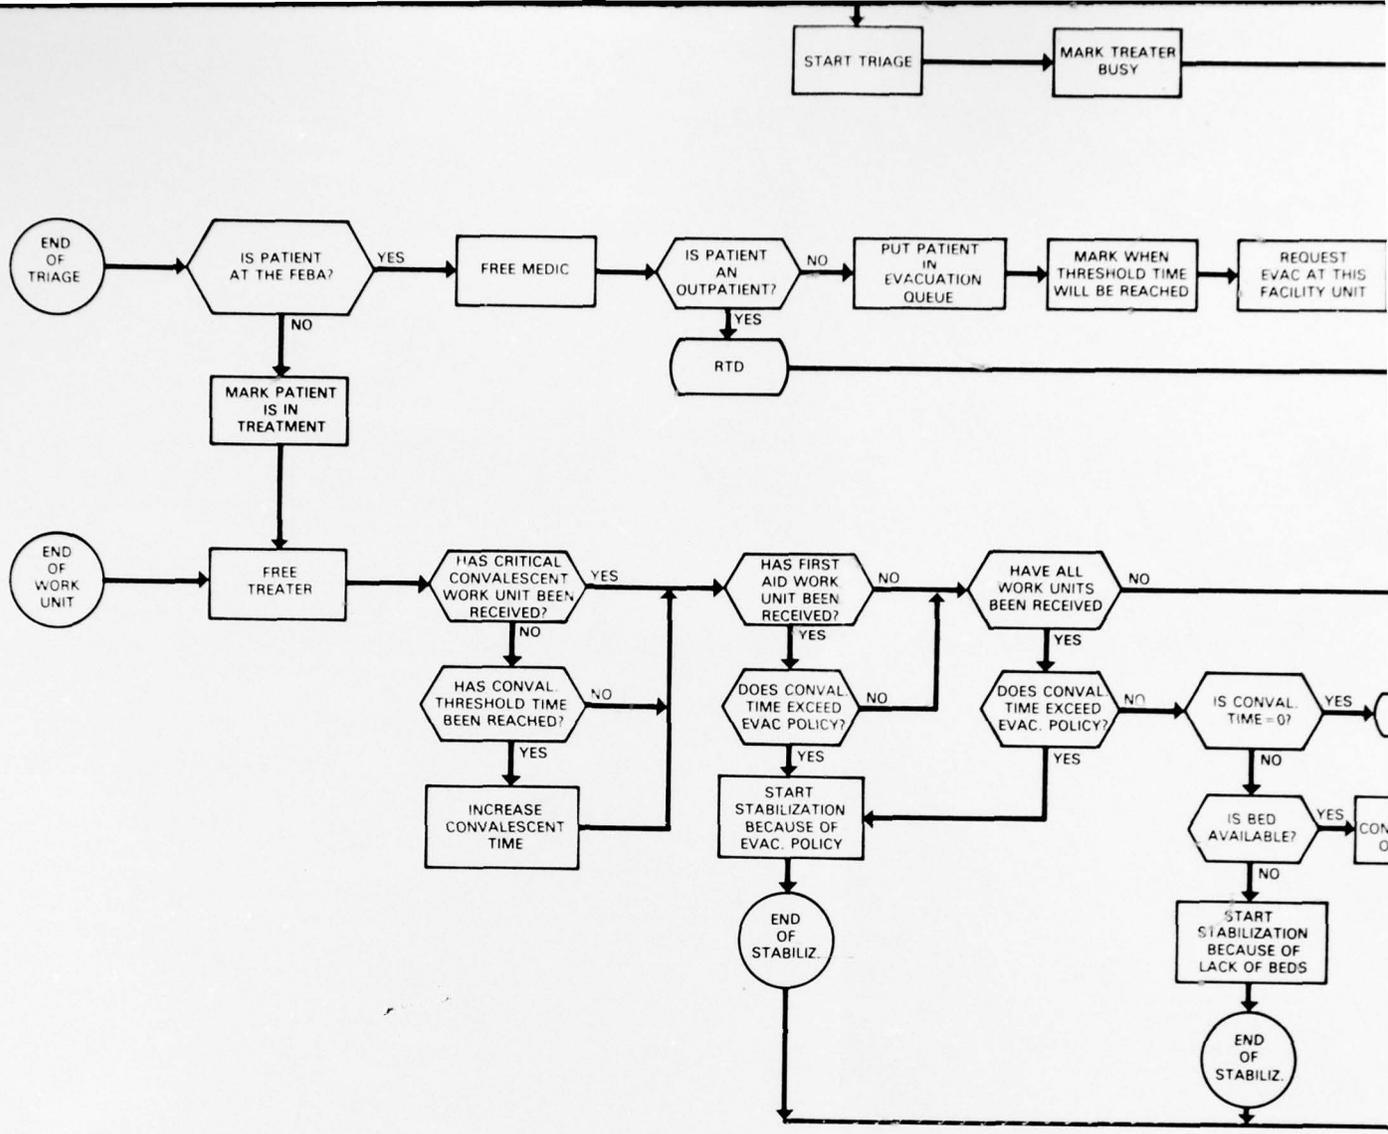 START TRIAGE
MARK TREATER
BUSY
END
OF
TRIAGE
IS PATIENT
AT THE FEBA?
YES
FREE MEDIC
IS PATIENT
AN
OUTPATIENT?
NO
PUT PATIENT
IN
EVACUATION
QUEUE
MARK WHEN
THRESHOLD TIME
WILL BE REACHED
REQUEST
EVAC AT THIS
FACILITY UNIT
NO
YES
RTD
MARK PATIENT
IS IN
TREATMENT
END
OF
WORK
UNIT
FREE
TREATER
HAS CRITICAL
CONVALESCENT
WORK UNIT BEEN
RECEIVED?
YES
HAS FIRST
AID WORK
UNIT BEEN
RECEIVED?
NO
HAVE ALL
WORK UNITS
BEEN RECEIVED
NO
NO
YES
YES
HAS CONVAL.
THRESHOLD TIME
BEEN REACHED?
NO
DOES CONVAL.
TIME EXCEED
EVAC POLICY?
NO
DOES CONVAL.
TIME EXCEED
EVAC. POLICY?
NO
IS CONVAL.
TIME = 0?
YES
YES
YES
YES
NO
INCREASE
CONVALESCENT
TIME
START
STABILIZATION
BECAUSE OF
EVAC. POLICY
IS BED
AVAILABLE?
YES
CON
O
NO
END
OF
STABILIZ.
START
STABILIZATION
BECAUSE OF
LACK OF BEDS
END
OF
STABILIZ.